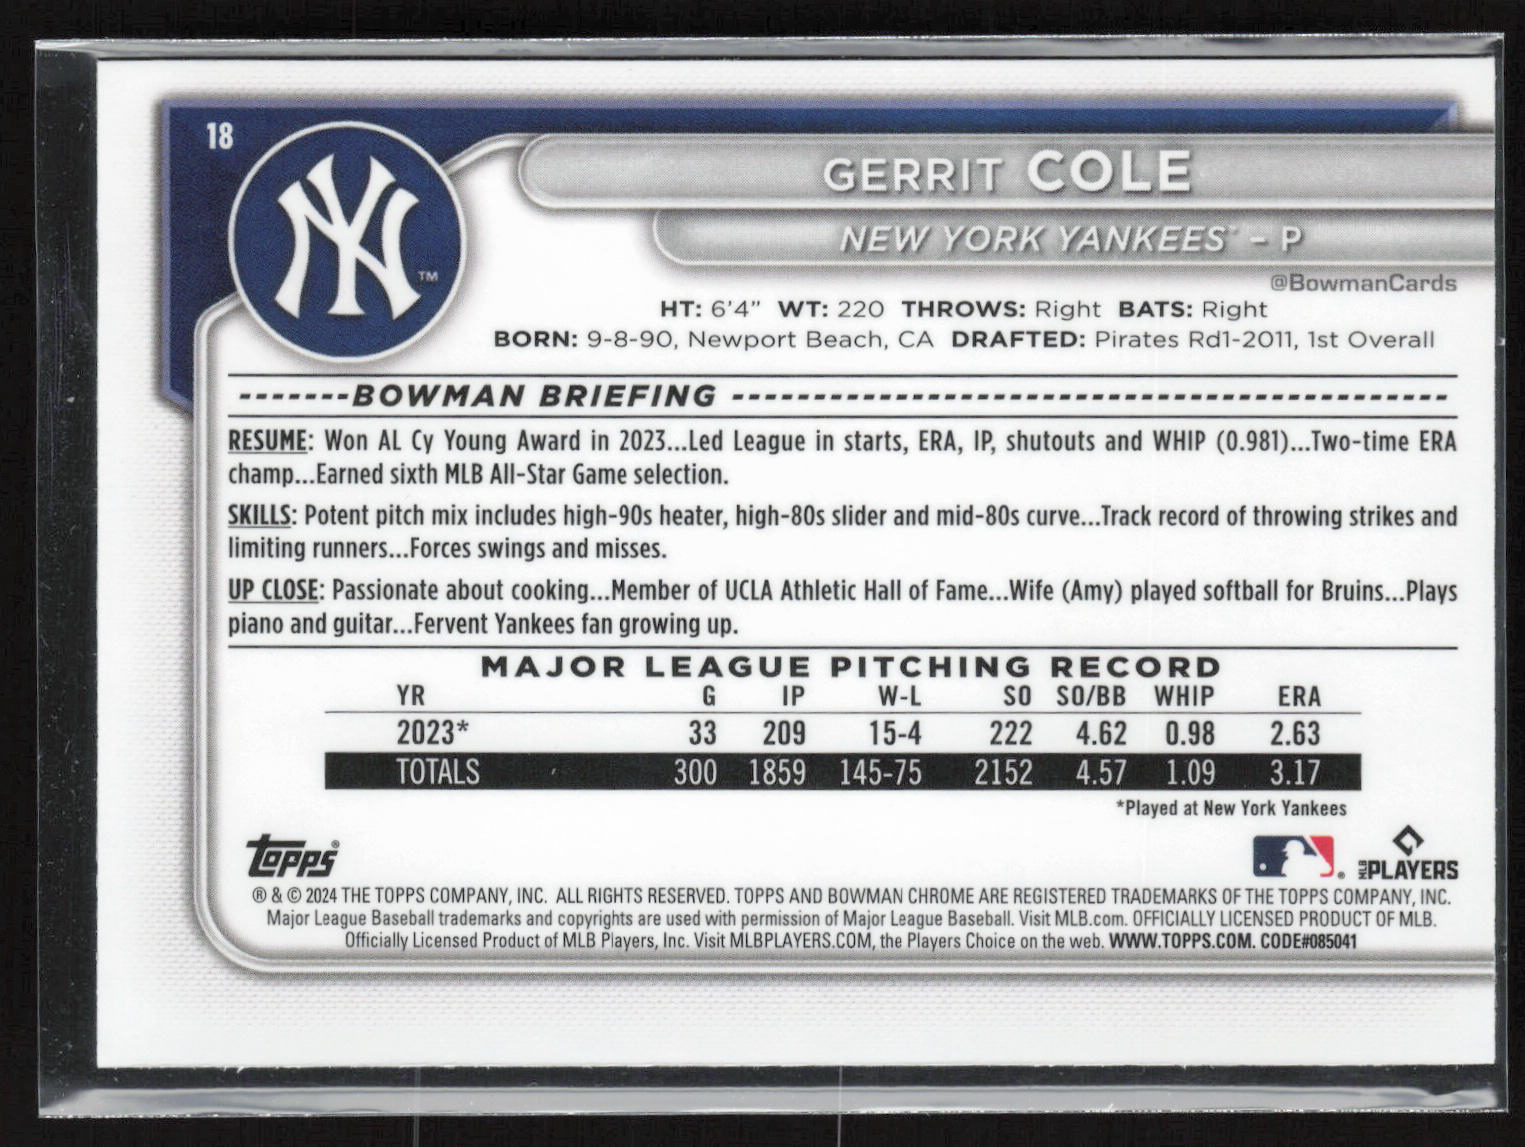 18
NY
TM
GERRIT COLE
NEW YORK YANKEES™ - P
@BowmanCards
HT: 6'4" WT: 220 THROWS: Right BATS: Right
BORN: 9-8-90, Newport Beach, CA DRAFTED: Pirates Rd1-2011, 1st Overall
BOWMAN BRIEFING
RESUME: Won AL Cy Young Award in 2023...Led League in starts, ERA, IP, shutouts and WHIP (0.981)...Two-time ERA
champ...Earned sixth MLB All-Star Game selection.
SKILLS: Potent pitch mix includes high-90s heater, high-80s slider and mid-80s curve...Track record of throwing strikes and
limiting runners...Forces swings and misses.
UP CLOSE: Passionate about cooking...Member of UCLA Athletic Hall of Fame...Wife (Amy) played softball for Bruins...Plays
piano and guitar...Fervent Yankees fan growing up.
MAJOR LEAGUE PITCHING RECORD
YR G IP W-L SO SO/BB WHIP ERA
2023* 33 209 15-4 222 4.62 0.98 2.63
TOTALS 300 1859 145-75 2152 4.57 1.09 3.17
*Played at New York Yankees
Topps®
MLB PLAYERS
® & © 2024 THE TOPPS COMPANY, INC. ALL RIGHTS RESERVED. TOPPS AND BOWMAN CHROME ARE REGISTERED TRADEMARKS OF THE TOPPS COMPANY, INC.
Major League Baseball trademarks and copyrights are used with permission of Major League Baseball. Visit MLB.com. OFFICIALLY LICENSED PRODUCT OF MLB.
Officially Licensed Product of MLB Players, Inc. Visit MLBPLAYERS.COM, the Players Choice on the web. WWW.TOPPS.COM. CODE#085041